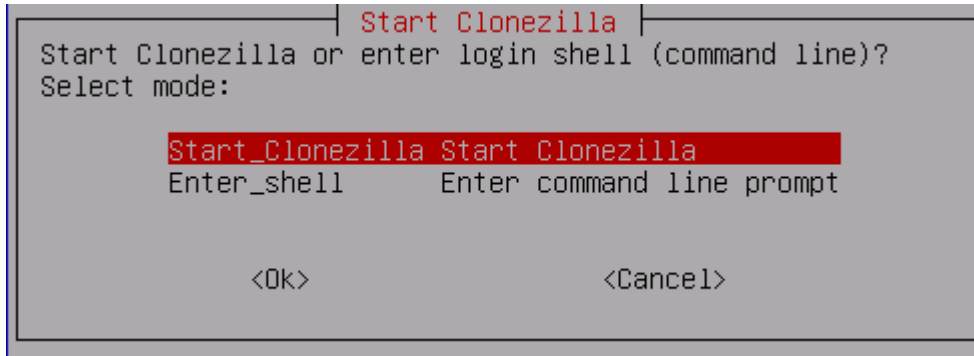 Start Clonezilla
Start Clonezilla or enter login shell (command line)?
Select mode:
Start_Clonezilla Start Clonezilla
Enter_shell Enter command line prompt
<Ok> <Cancel>